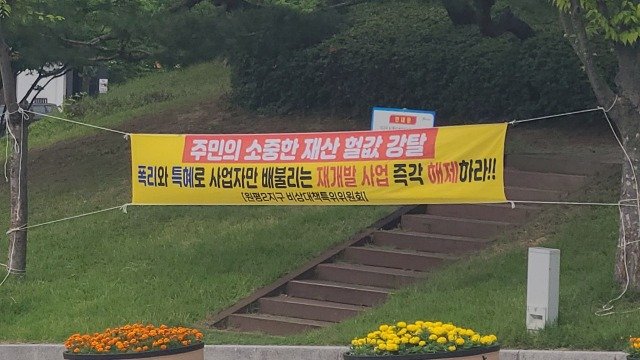 주민의 소중한 재산 헐값 강탈
폭리와 특혜로 사업자만 배불리는 재개발 사업 즉각 해제하라!!
[원평2지구 비상대책특위위원회]